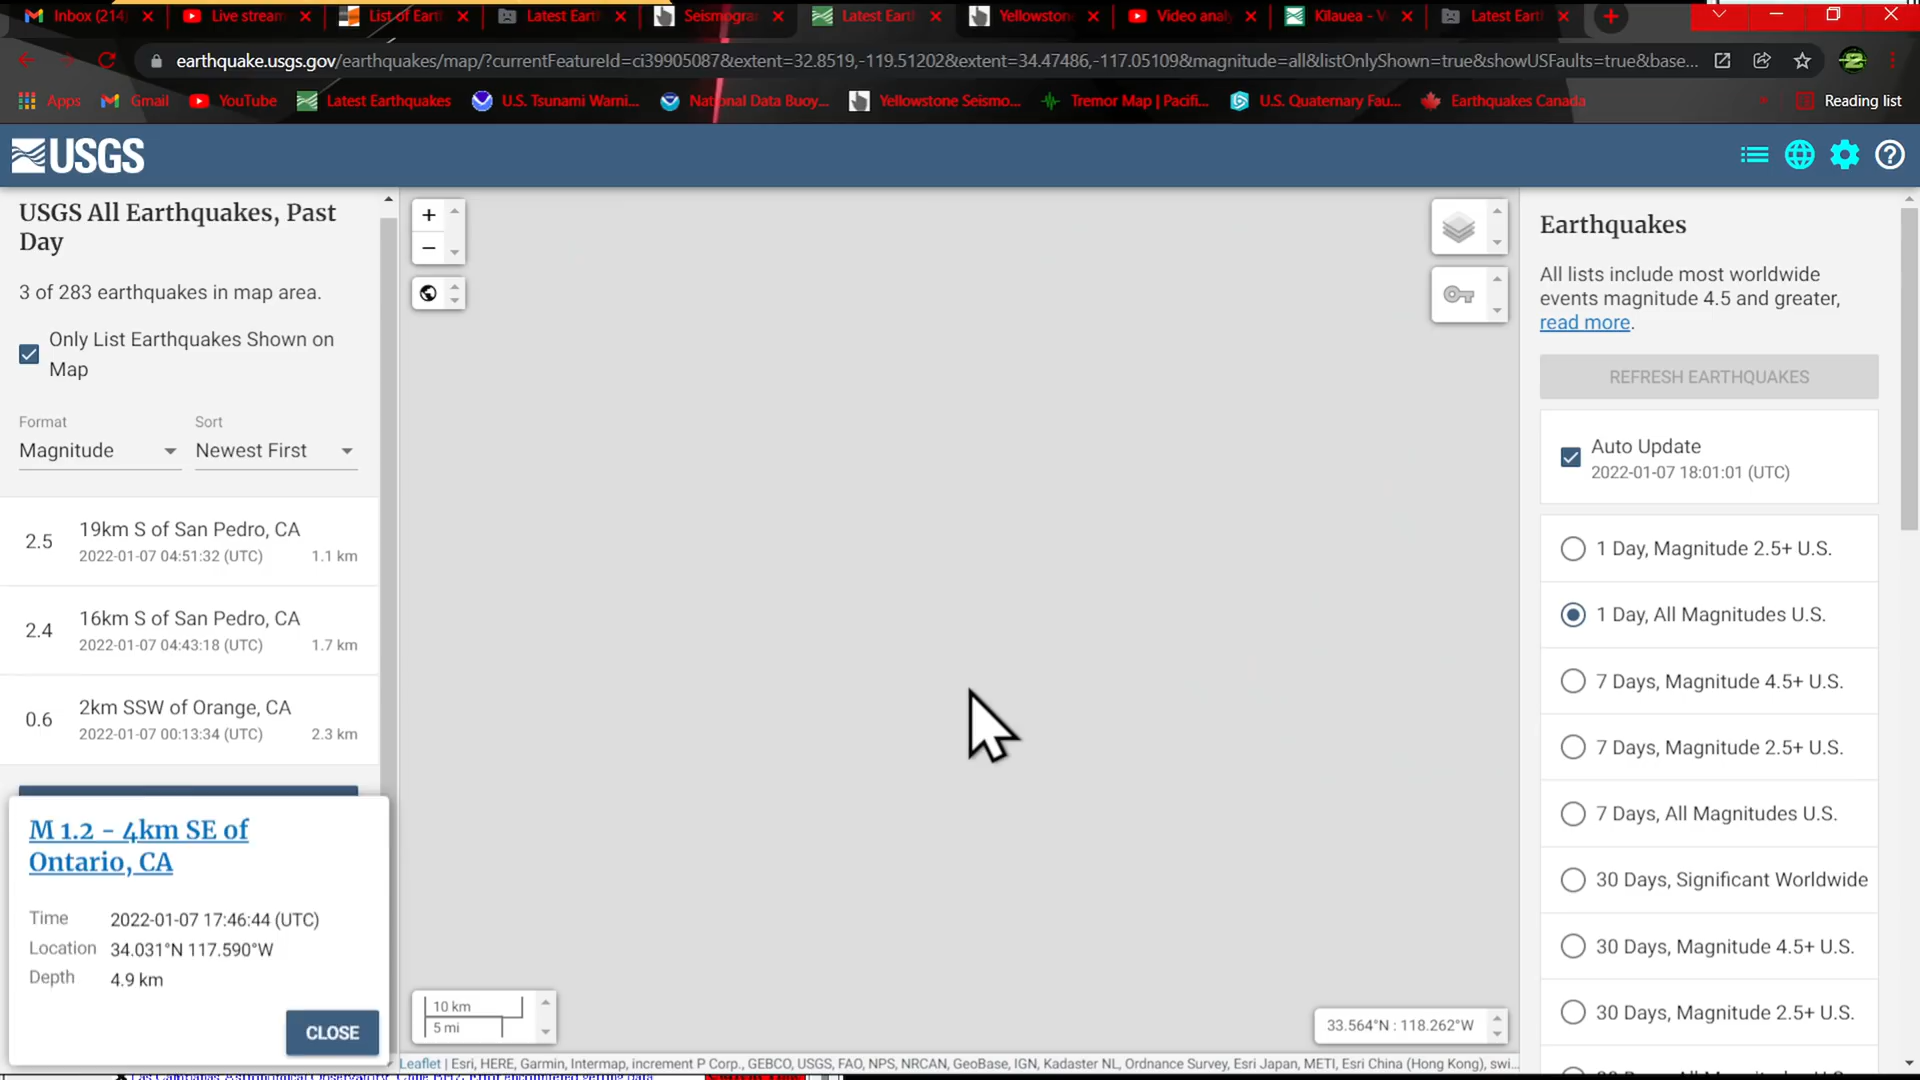 Inbox (214
Live stream
List of Eart
Latest Earth
Seismogra
Latest Earth
Yellowston
Video anal
Kilauea - V
Latest Earth
earthquake.usgs.gov/earthquakes/map/?currentFeatureId=ci39905087&extent=32.8519,-119.51202&extent=34.47486,-117.05109&magnitude=all&listOnlyShown=true&showUSFaults=true&base...
Apps
Gmail
YouTube
Latest Earthquakes
U.S. Tsunami Warni...
National Data Buoy...
Yellowstone Seismo...
Tremor Map | Pacifi...
U.S. Quaternary Fau...
Earthquakes Canada
Reading list
USGS
USGS All Earthquakes, Past
Day
3 of 283 earthquakes in map area.
Only List Earthquakes Shown on
Map
Format
Sort
Magnitude
Newest First
2.5
19km S of San Pedro, CA
2022-01-07 04:51:32 (UTC)
1.1 km
2.4
16km S of San Pedro, CA
2022-01-07 04:43:18 (UTC)
1.7 km
0.6
2km SSW of Orange, CA
2022-01-07 00:13:34 (UTC)
2.3 km
M 1.2 - 4km SE of
Ontario, CA
Time 2022-01-07 17:46:44 (UTC)
Location 34.031°N 117.590°W
Depth 4.9 km
CLOSE
+
−
10 km
5 mi
33.564°N : 118.262°W
Leaflet | Esri, HERE, Garmin, Intermap, increment P Corp., GEBCO, USGS, FAO, NPS, NRCAN, GeoBase, IGN, Kadaster NL, Ordnance Survey, Esri Japan, METI, Esri China (Hong Kong), swi...
Earthquakes
All lists include most worldwide
events magnitude 4.5 and greater,
read more.
REFRESH EARTHQUAKES
Auto Update
2022-01-07 18:01:01 (UTC)
1 Day, Magnitude 2.5+ U.S.
1 Day, All Magnitudes U.S.
7 Days, Magnitude 4.5+ U.S.
7 Days, Magnitude 2.5+ U.S.
7 Days, All Magnitudes U.S.
30 Days, Significant Worldwide
30 Days, Magnitude 4.5+ U.S.
30 Days, Magnitude 2.5+ U.S.